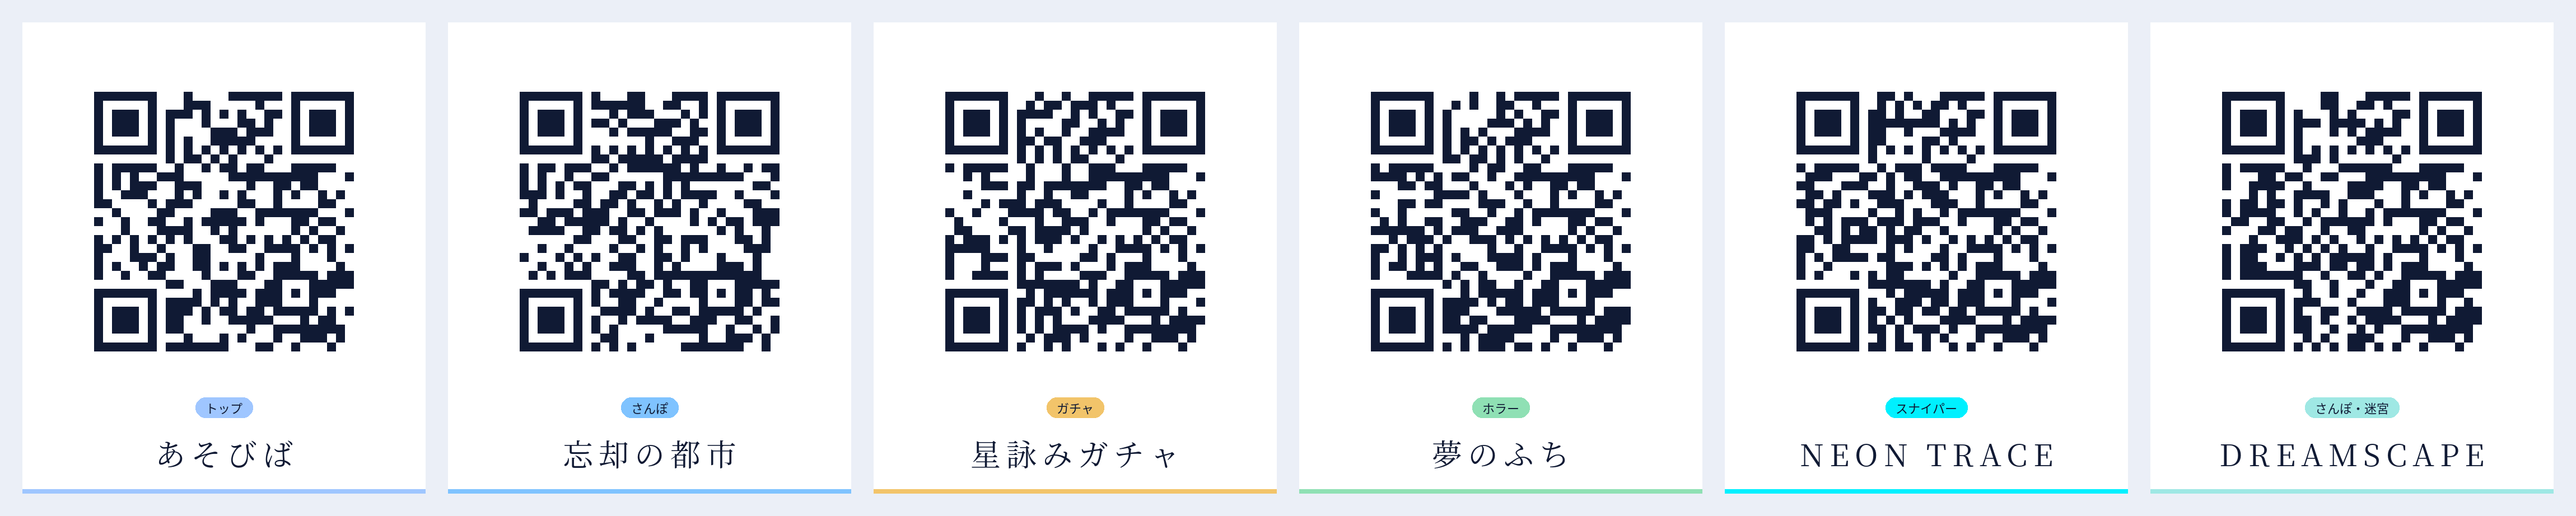 トップ
あそびば
さんぽ
忘却の都市
ガチャ
星詠みガチャ
ホラー
夢のふち
スナイパー
NEON TRACE
さんぽ・迷宮
DREAMSCAPE